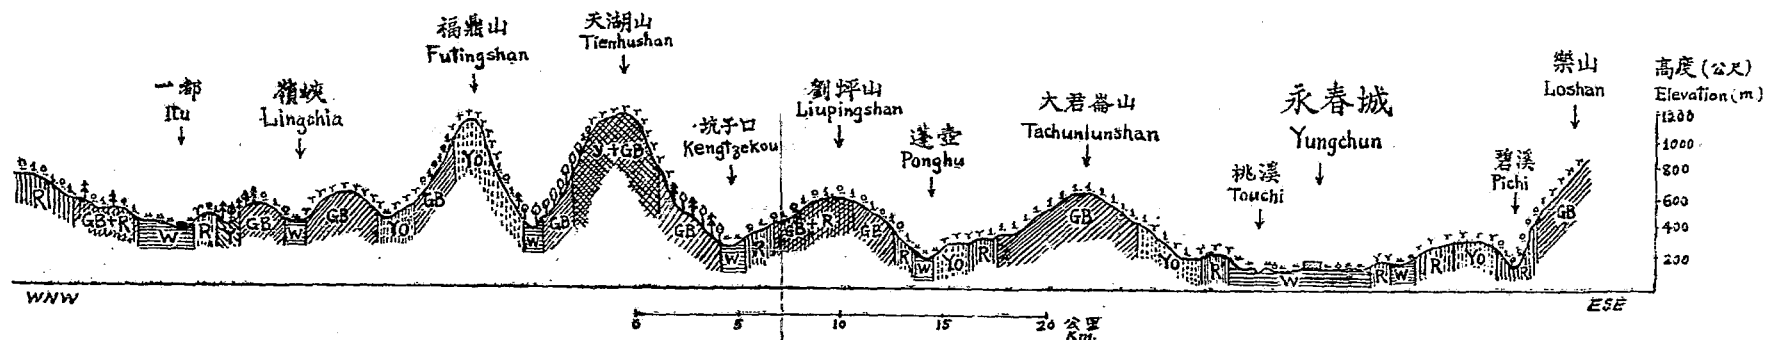 福鼎山
Futingshan
天湖山
Tienhushan
一都
Itu
嶺峽
Lingchia
坑子口
Kengtzekou
劉坪山
Liupingshan
蓬壺
Ponghu
大君崙山
Tachunlunshan
永春城
Yungchun
桃溪
Touchi
碧溪
Pichi
樂山
Loshan
高度(公尺)
Elevation(m)
1200
1000
800
600
400
200
R
GB+R
W
R
Y
GB
W
GB
YO
GB
YO
W
GB
Y+GB
GB
W
R
GB+R
GB
R
W
YO
R
GB
YO
R
W
R
W
R
YO
R
GB
WNW
ESE
0 5 10 15 20 公里
Km.